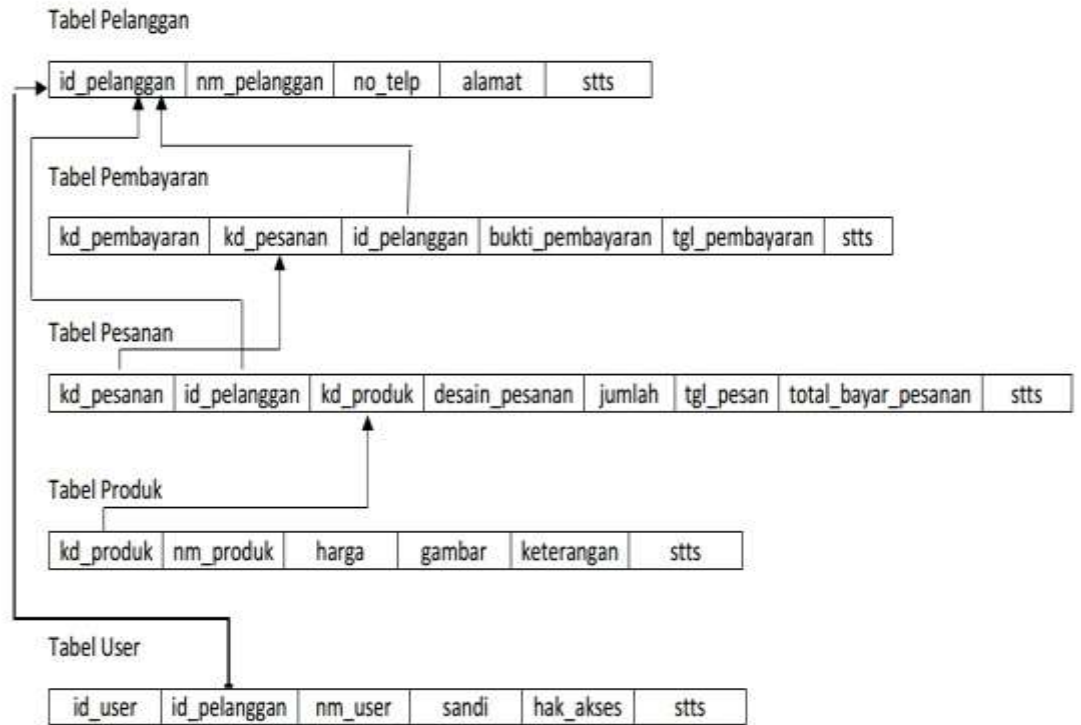 Tabel Pelanggan
id_pelanggan nm_pelanggan no_telp alamat stts
Tabel Pembayaran
kd_pembayaran kd_pesanan id_pelanggan bukti_pembayaran tgl_pembayaran stts
Tabel Pesanan
kd_pesanan id_pelanggan kd_produk desain_pesanan jumlah tgl_pesan total_bayar_pesanan stts
Tabel Produk
kd_produk nm_produk harga gambar keterangan stts
Tabel User
id_user id_pelanggan nm_user sandi hak_akses stts